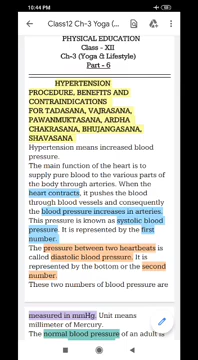 10:44 PM
Class12 Ch-3 Yoga (...
PHYSICAL EDUCATION
Class - XII
Ch-3 (Yoga & Lifestyle)
Part - 6
HYPERTENSION
PROCEDURE, BENEFITS AND
CONTRAINDICATIONS
FOR TADASANA, VAJRASANA,
PAWANMUKTASANA, ARDHA
CHAKRASANA, BHUJANGASANA,
SHAVASANA
Hypertension means increased blood
pressure.
The main function of the heart is to
supply pure blood to the various parts of
the body through arteries. When the
heart contracts, it pushes the blood
through blood vessels and consequently
the blood pressure increases in arteries.
This pressure is known as systolic blood
pressure. It is represented by the first
number.
The pressure between two heartbeats is
called diastolic blood pressure. It is
represented by the bottom or the second
number.
These two numbers of blood pressure are
measured in mmHg. Unit means
millimeter of Mercury.
The normal blood pressure of an adult is